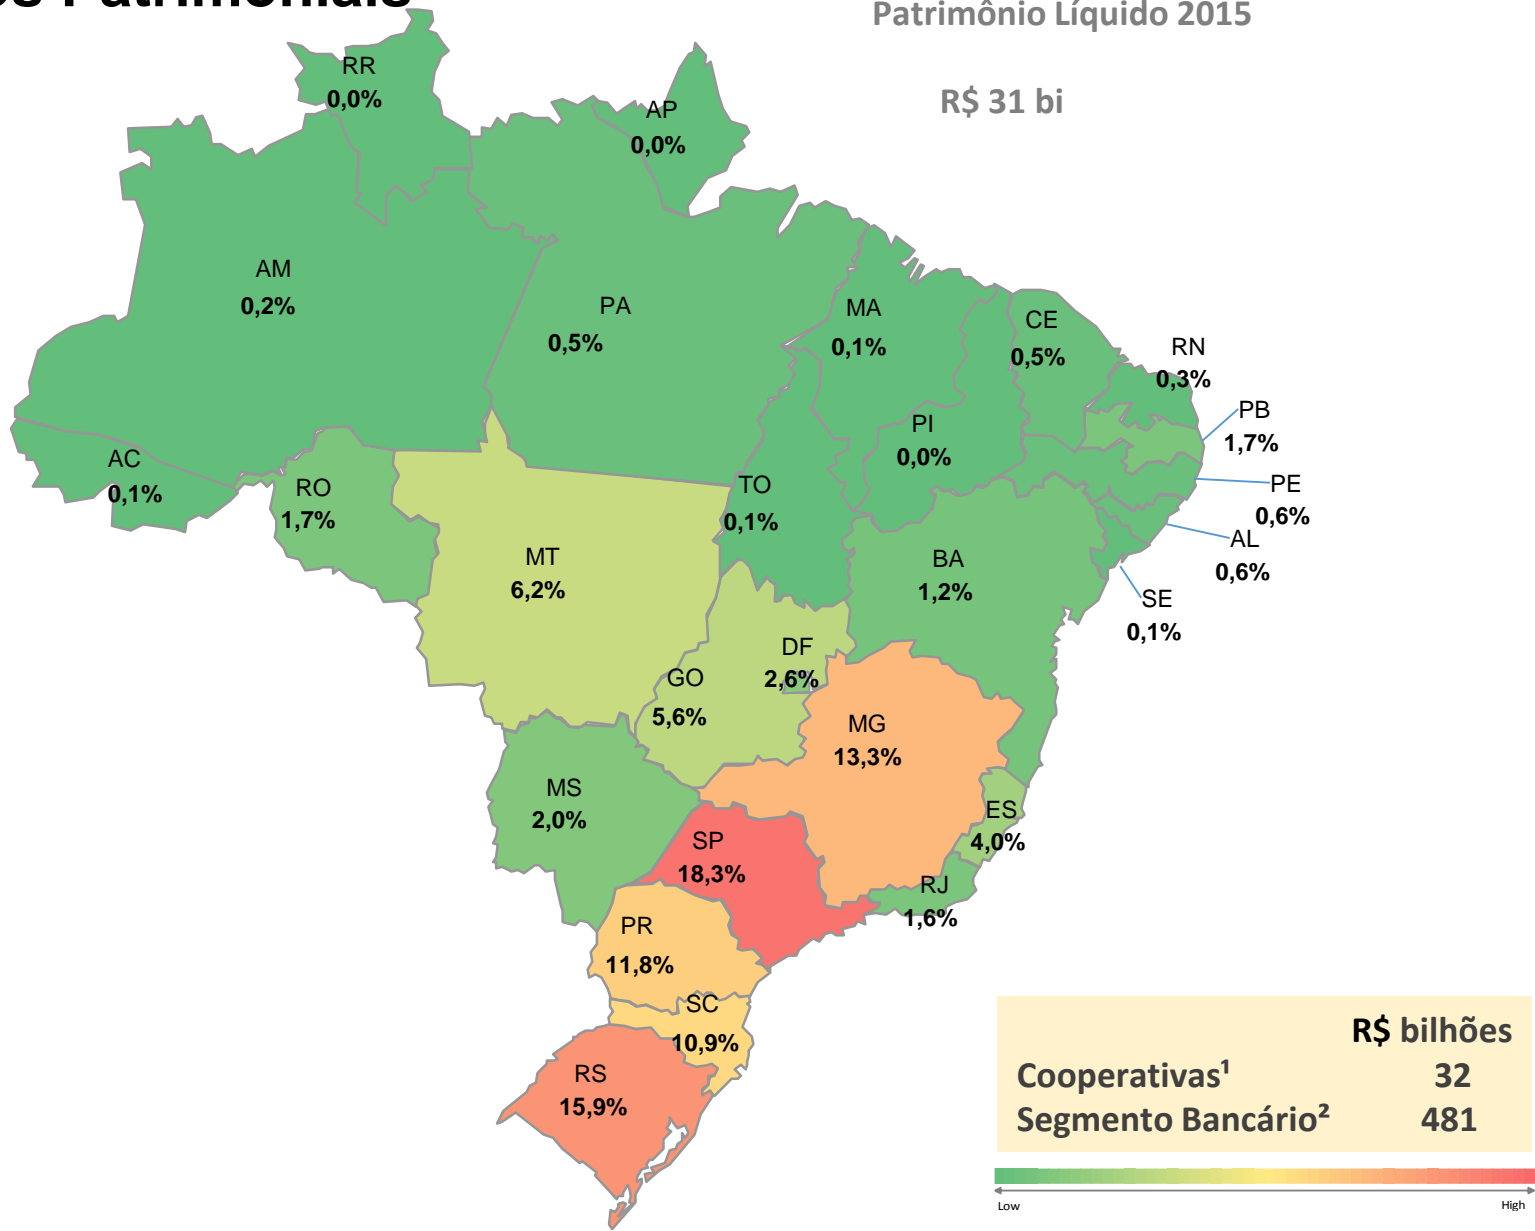 Patrimoniais
Patrimônio Líquido 2015
R$ 31 bi
RR
0,0%
AP
0,0%
AM
0,2%
PA
0,5%
MA
0,1%
CE
0,5%
RN
0,3%
PB
1,7%
PI
0,0%
PE
0,6%
AC
0,1%
RO
1,7%
TO
0,1%
AL
0,6%
MT
6,2%
BA
1,2%
SE
0,1%
DF
2,6%
GO
5,6%
MG
13,3%
MS
2,0%
ES
4,0%
SP
18,3%
RJ
1,6%
PR
11,8%
SC
10,9%
RS
15,9%
R$ bilhões
Cooperativas¹ 32
Segmento Bancário² 481
Low High